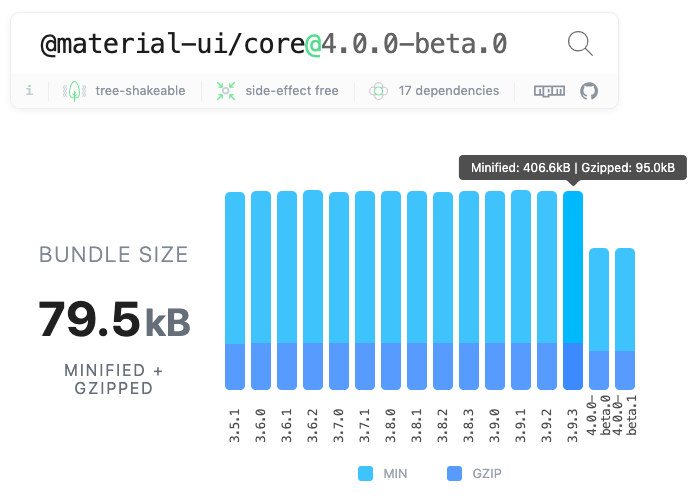 @material-ui/core@4.0.0-beta.0
i tree-shakeable side-effect free 17 dependencies npm
Minified: 406.6kB | Gzipped: 95.0kB
BUNDLE SIZE
79.5 kB
MINIFIED +
GZIPPED
3.5.1 3.6.0 3.6.1 3.6.2 3.7.0 3.7.1 3.8.0 3.8.1 3.8.2 3.8.3 3.9.0 3.9.1 3.9.2 3.9.3 4.0.0-beta.0 4.0.0-beta.1
MIN GZIP